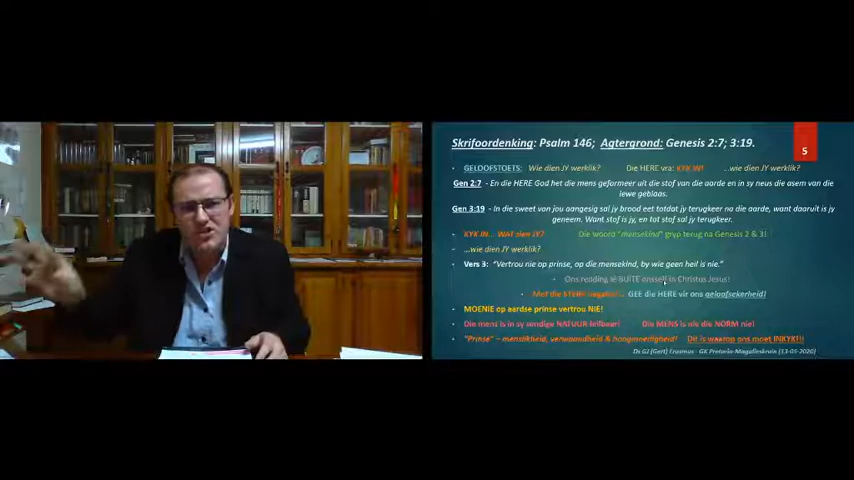 Skrifoordenking: Psalm 146; Agtergrond: Genesis 2:7; 3:19.
5
GELOOFSTOETS: Wie dien JY werklik? Die HERE vra: KYK IN! ...wie dien JY werklik?
Gen 2:7 - En die HERE God het die mens geformeer uit die stof van die aarde en in sy neus die asem van die
lewe geblaas.
Gen 3:19 - In die sweet van jou aangesig sal jy brood eet totdat jy terugkeer na die aarde, want daaruit is jy
geneem. Want stof is jy, en tot stof sal jy terugkeer.
KYK IN... WAT sien JY? Die woord "mensekind" gryp terug na Genesis 2 & 3!
...wie dien JY werklik?
Vers 3: "Vertrou nie op prinse, op die mensekind, by wie geen heil is nie."
- Ons redding lê BUITE onsself in Christus Jesus!
Met die STERK negatief... GEE die HERE vir ons geloofsekerheid!
MOENIE op aardse prinse vertrou NIE!
Die mens is in sy sondige NATUUR feilbaar! Die MENS is nie die NORM nie!
"Prinse" – menslikheid, verwaandheid & hoogmoedigheid! Dit is waarop ons moet INKYK!!!
Ds GJ (Gert) Erasmus – GK Pretoria-Magalieskruin (13-05-2020)